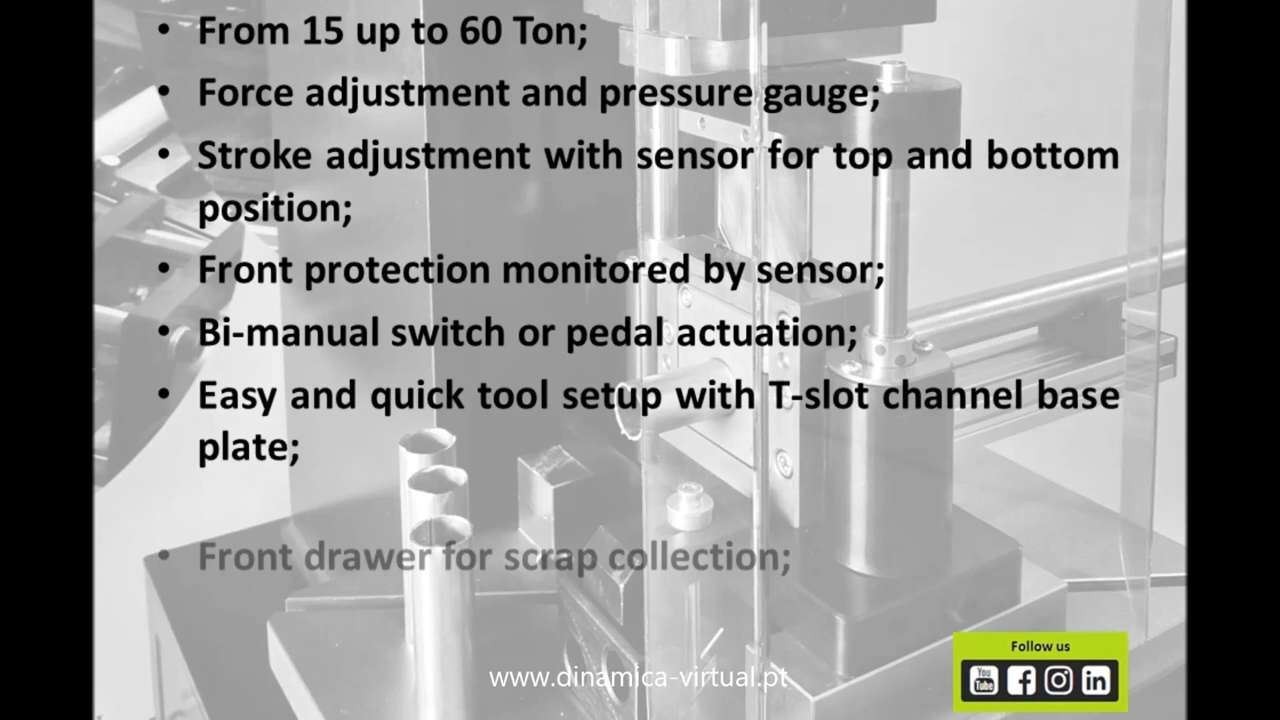 • From 15 up to 60 Ton;
• Force adjustment and pressure gauge;
• Stroke adjustment with sensor for top and bottom
position;
• Front protection monitored by sensor;
• Bi-manual switch or pedal actuation;
• Easy and quick tool setup with T-slot channel base
plate;
• Front drawer for scrap collection;
Follow us
You Tube
www.dinamica-virtual.pt